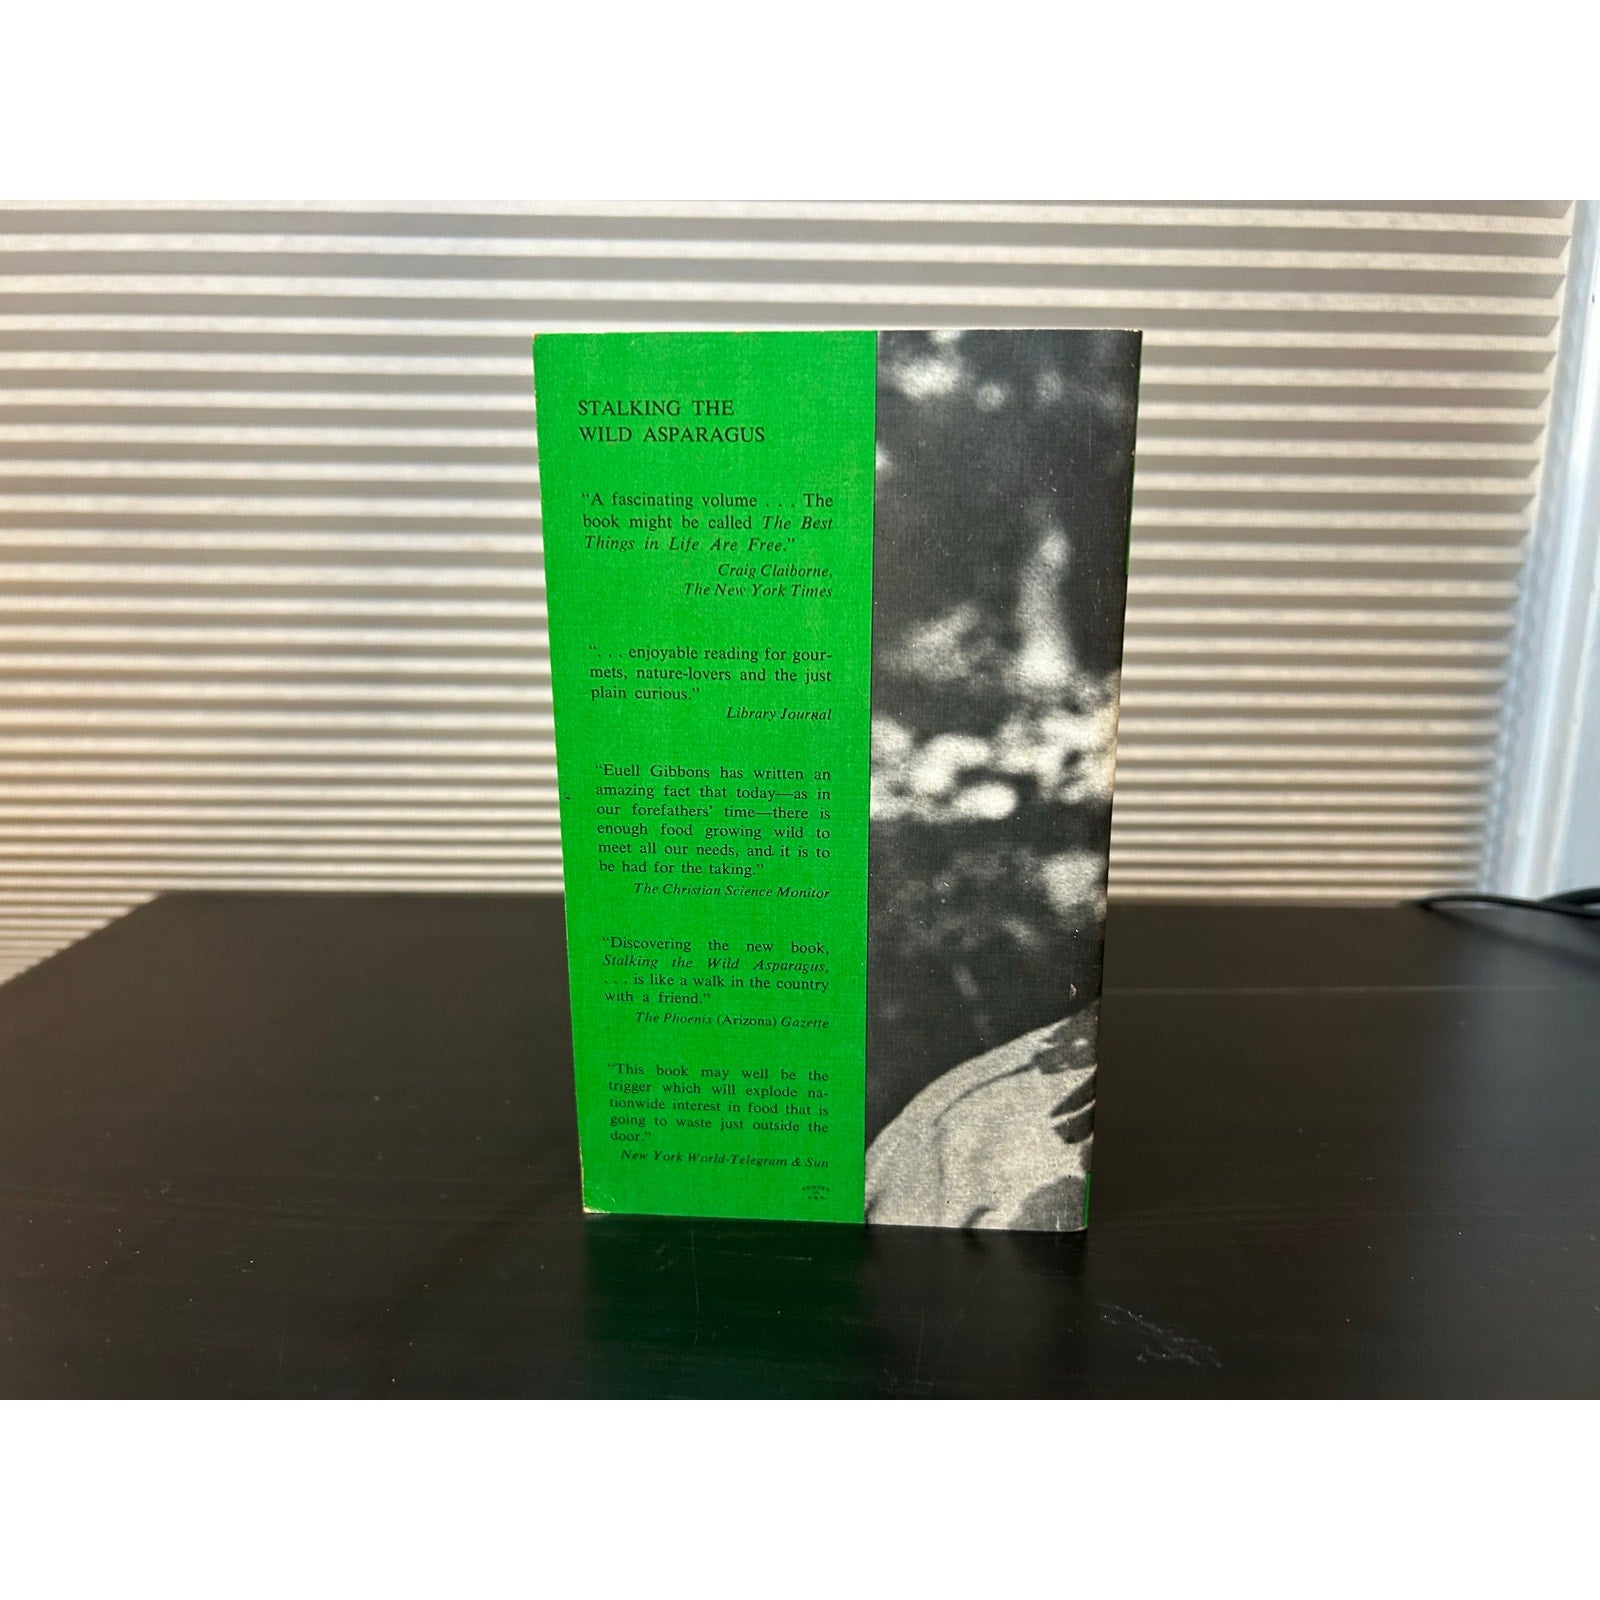 STALKING THE
WILD ASPARAGUS
“A fascinating volume . . . The
book might be called The Best
Things in Life Are Free.”
Craig Claiborne,
The New York Times
“. . . enjoyable reading for gour-
mets, nature-lovers and the just
plain curious.”
Library Journal
“Euell Gibbons has written an
amazing fact that today—as in
our forefathers’ time—there is
enough food growing wild to
meet all our needs, and it is to
be had for the taking.”
The Christian Science Monitor
“Discovering the new book,
Stalking the Wild Asparagus,
. . . is like a walk in the country
with a friend.”
The Phoenix (Arizona) Gazette
“This book may well be the
trigger which will explode na-
tionwide interest in food that is
going to waste just outside the
door.”
New York World-Telegram & Sun
PRINTED
IN
U.S.A.